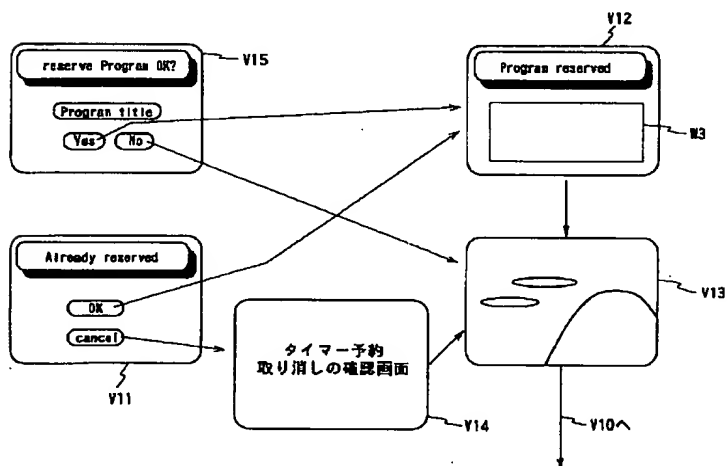 reserve Program OK?
V15
Program title
Yes No
V12
Program reserved
W3
Already reserved
OK
cancel
V11
タイマー予約
取り消しの確認画面
V14
V13
V10へ